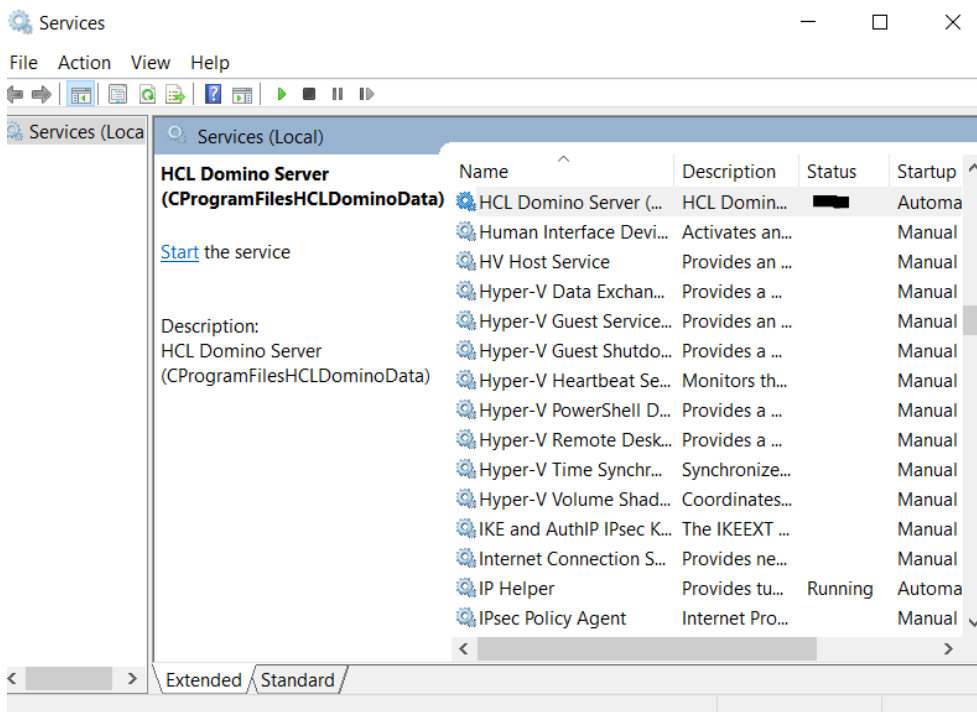 Services
File Action View Help
Services (Loca
Services (Local)
HCL Domino Server
(CProgramFilesHCLDominoData)
Start the service
Description:
HCL Domino Server
(CProgramFilesHCLDominoData)
Name Description Status Startup
HCL Domino Server (... HCL Domin... Automa
Human Interface Devi... Activates an... Manual
HV Host Service Provides an ... Manual
Hyper-V Data Exchan... Provides a ... Manual
Hyper-V Guest Service... Provides an ... Manual
Hyper-V Guest Shutdo... Provides a ... Manual
Hyper-V Heartbeat Se... Monitors th... Manual
Hyper-V PowerShell D... Provides a ... Manual
Hyper-V Remote Desk... Provides a ... Manual
Hyper-V Time Synchr... Synchronize... Manual
Hyper-V Volume Shad... Coordinates... Manual
IKE and AuthIP IPsec K... The IKEEXT ... Manual
Internet Connection S... Provides ne... Manual
IP Helper Provides tu... Running Automa
IPsec Policy Agent Internet Pro... Manual
Extended Standard